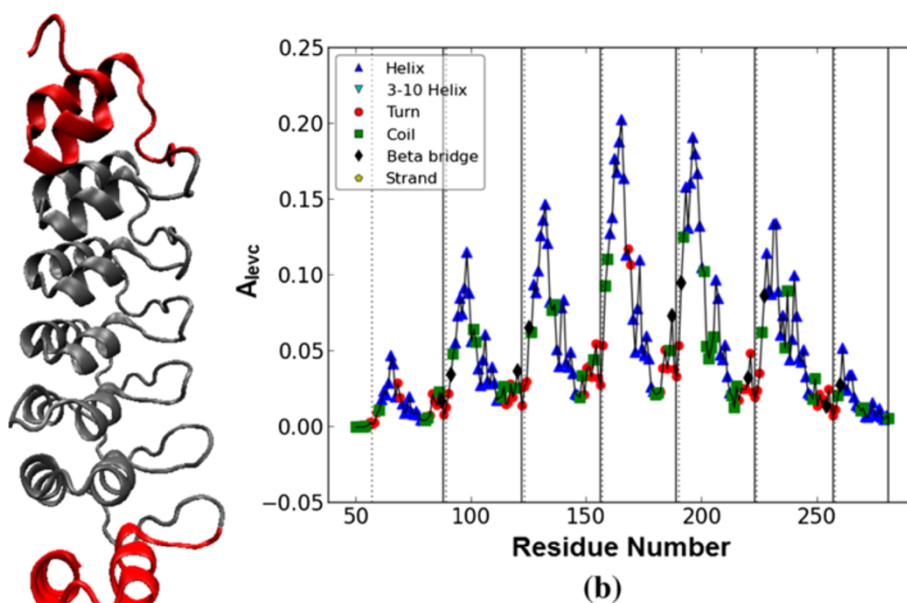 0.25
0.20
0.15
0.10
0.05
0.00
−0.05
Alevc
Helix
3-10 Helix
Turn
Coil
Beta bridge
Strand
50
100
150
200
250
Residue Number
(b)